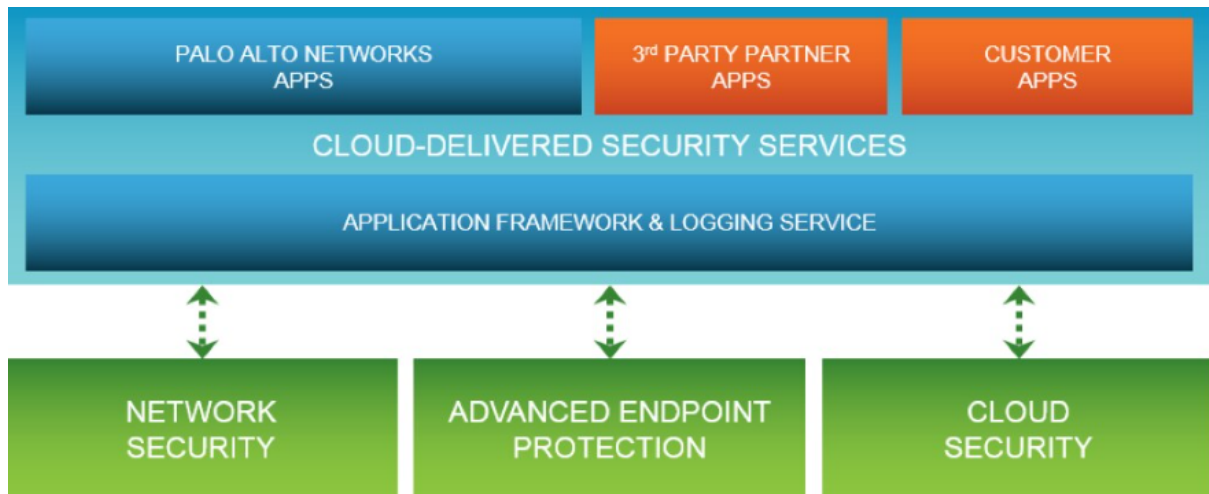 PALO ALTO NETWORKS
APPS
3rd PARTY PARTNER
APPS
CUSTOMER
APPS
CLOUD-DELIVERED SECURITY SERVICES
APPLICATION FRAMEWORK & LOGGING SERVICE
NETWORK
SECURITY
ADVANCED ENDPOINT
PROTECTION
CLOUD
SECURITY